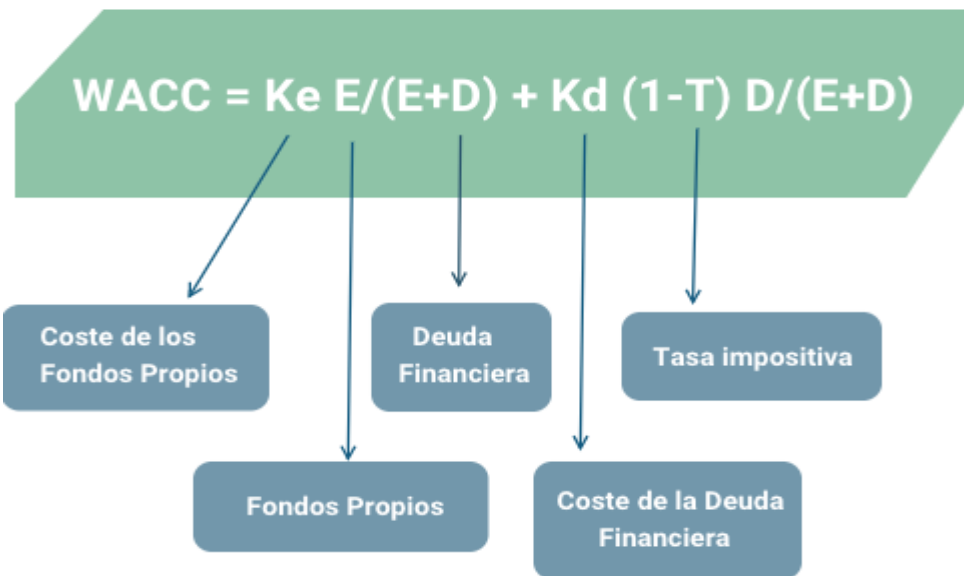 WACC = Ke E/(E+D) + Kd (1-T) D/(E+D)
Coste de los
Fondos Propios
Deuda
Financiera
Tasa impositiva
Fondos Propios
Coste de la Deuda
Financiera